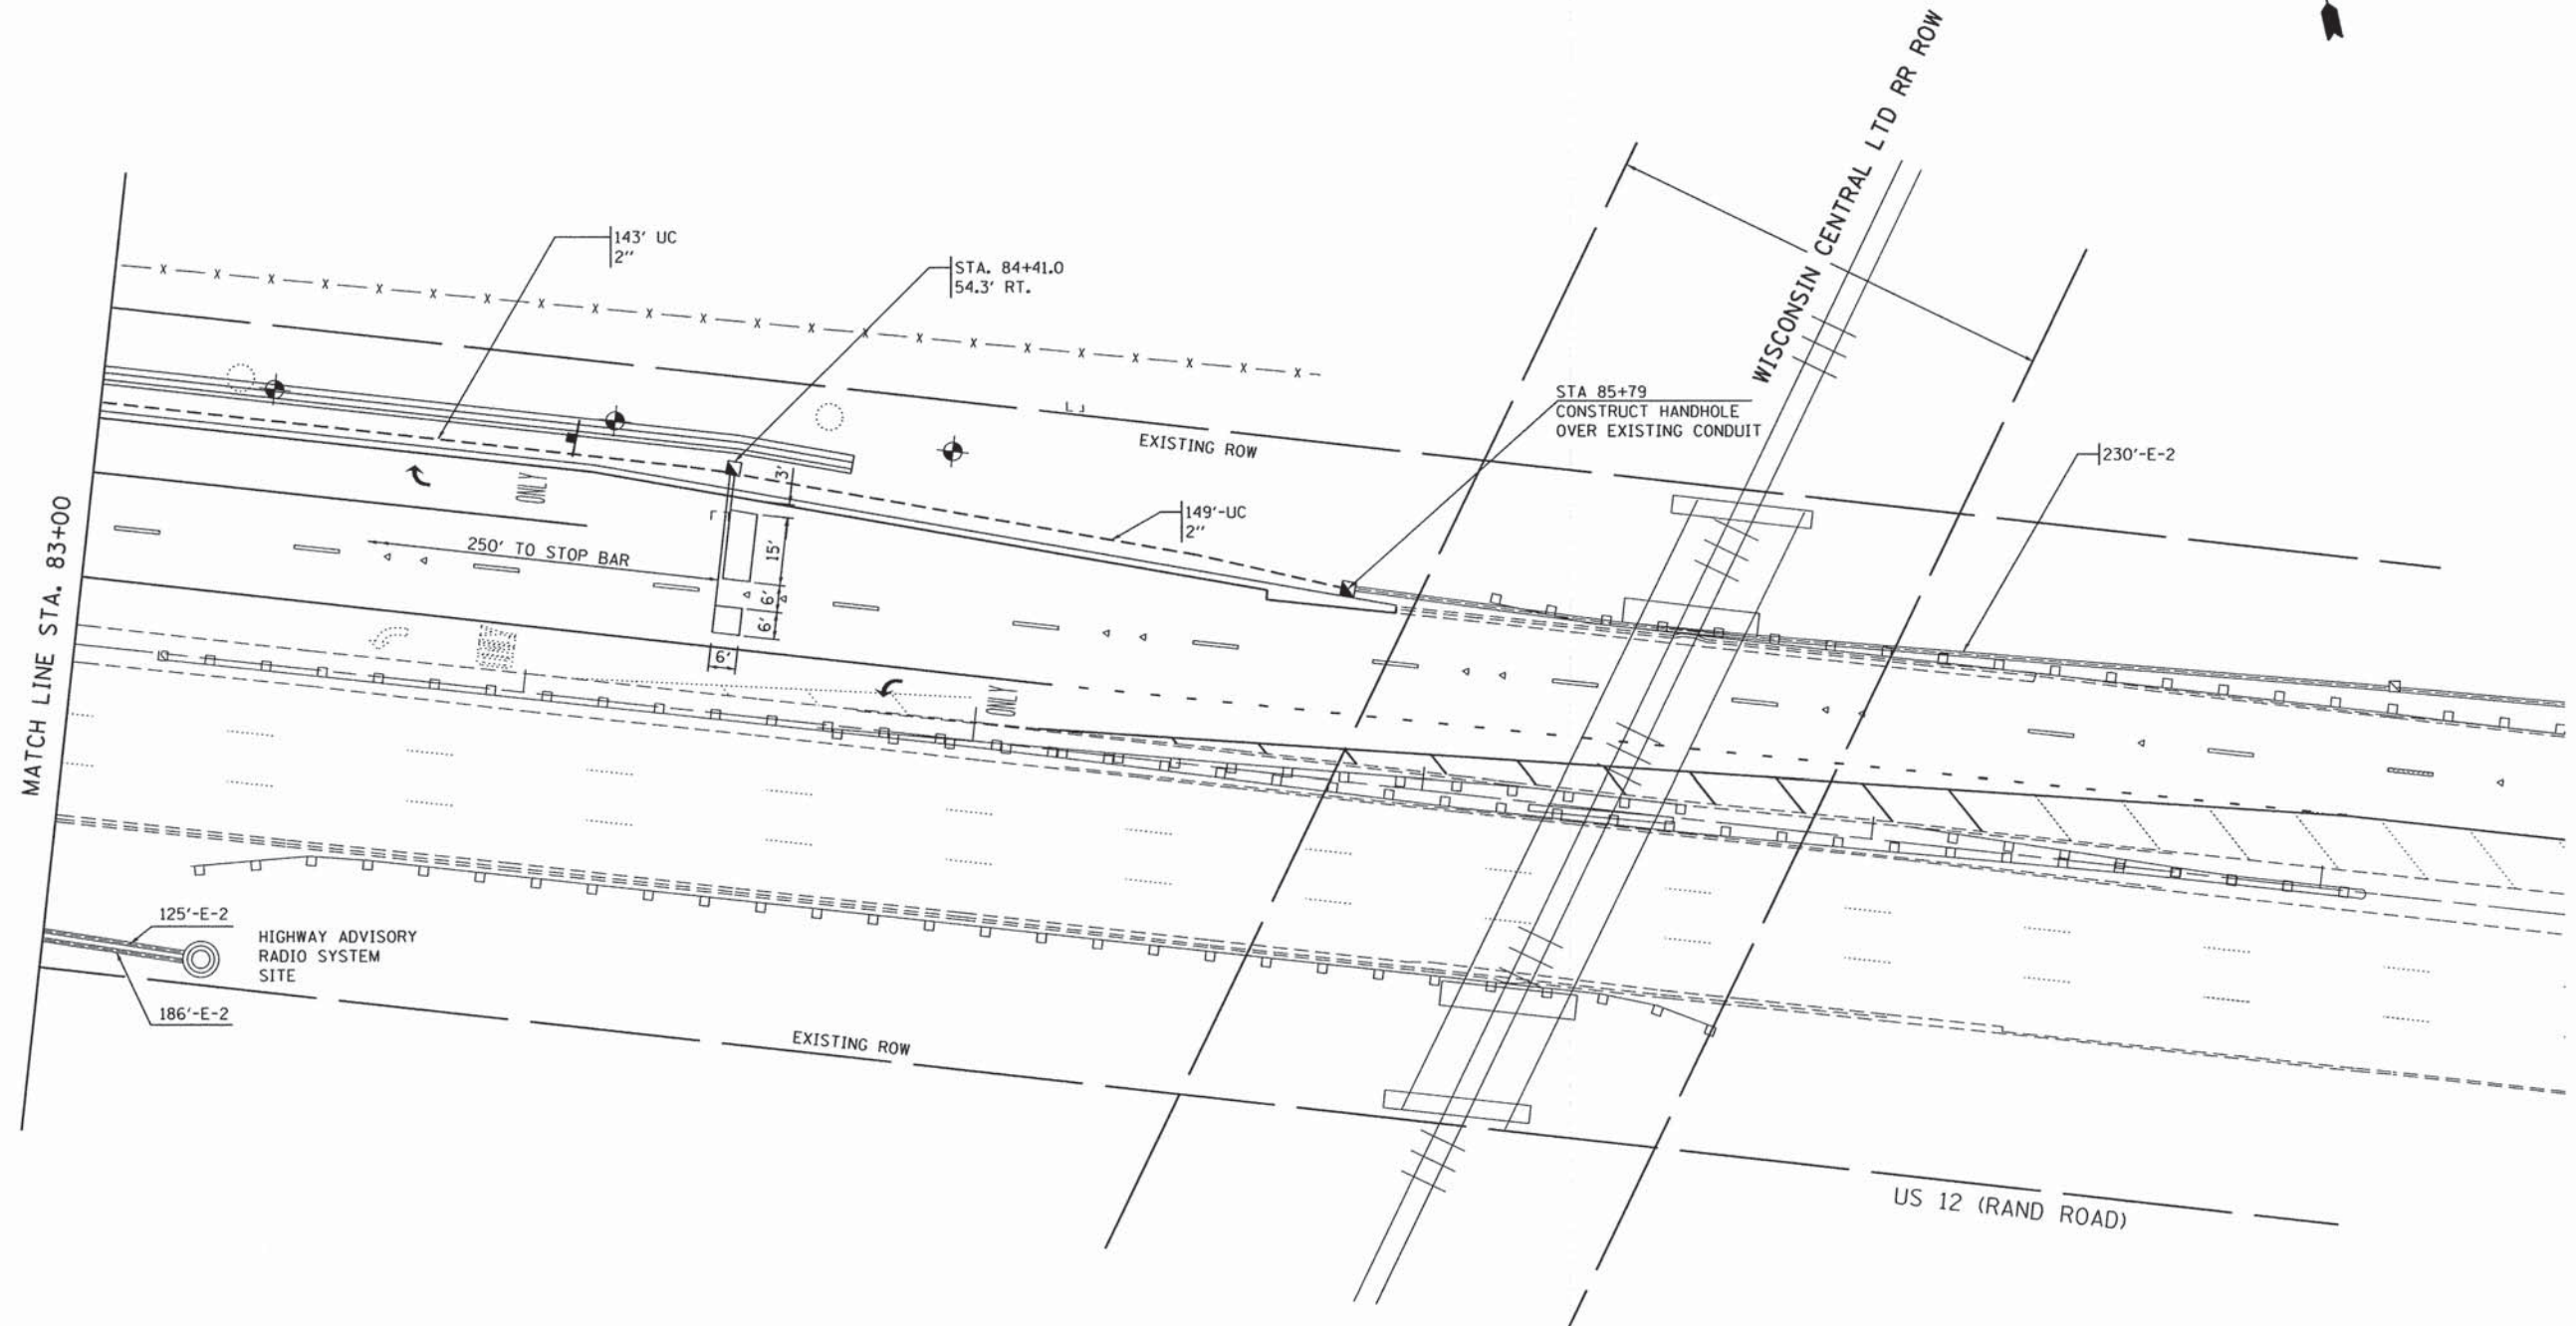 WISCONSIN CENTRAL LTD RR ROW
143' UC
2"
STA. 84+41.0
54.3' RT.
STA 85+79
CONSTRUCT HANDHOLE
OVER EXISTING CONDUIT
EXISTING ROW
230'-E-2
149'-UC
2"
ONLY
13'
250' TO STOP BAR
15'
6'
6'
6'
ONLY
MATCH LINE STA. 83+00
125'-E-2
HIGHWAY ADVISORY
RADIO SYSTEM
SITE
186'-E-2
EXISTING ROW
US 12 (RAND ROAD)